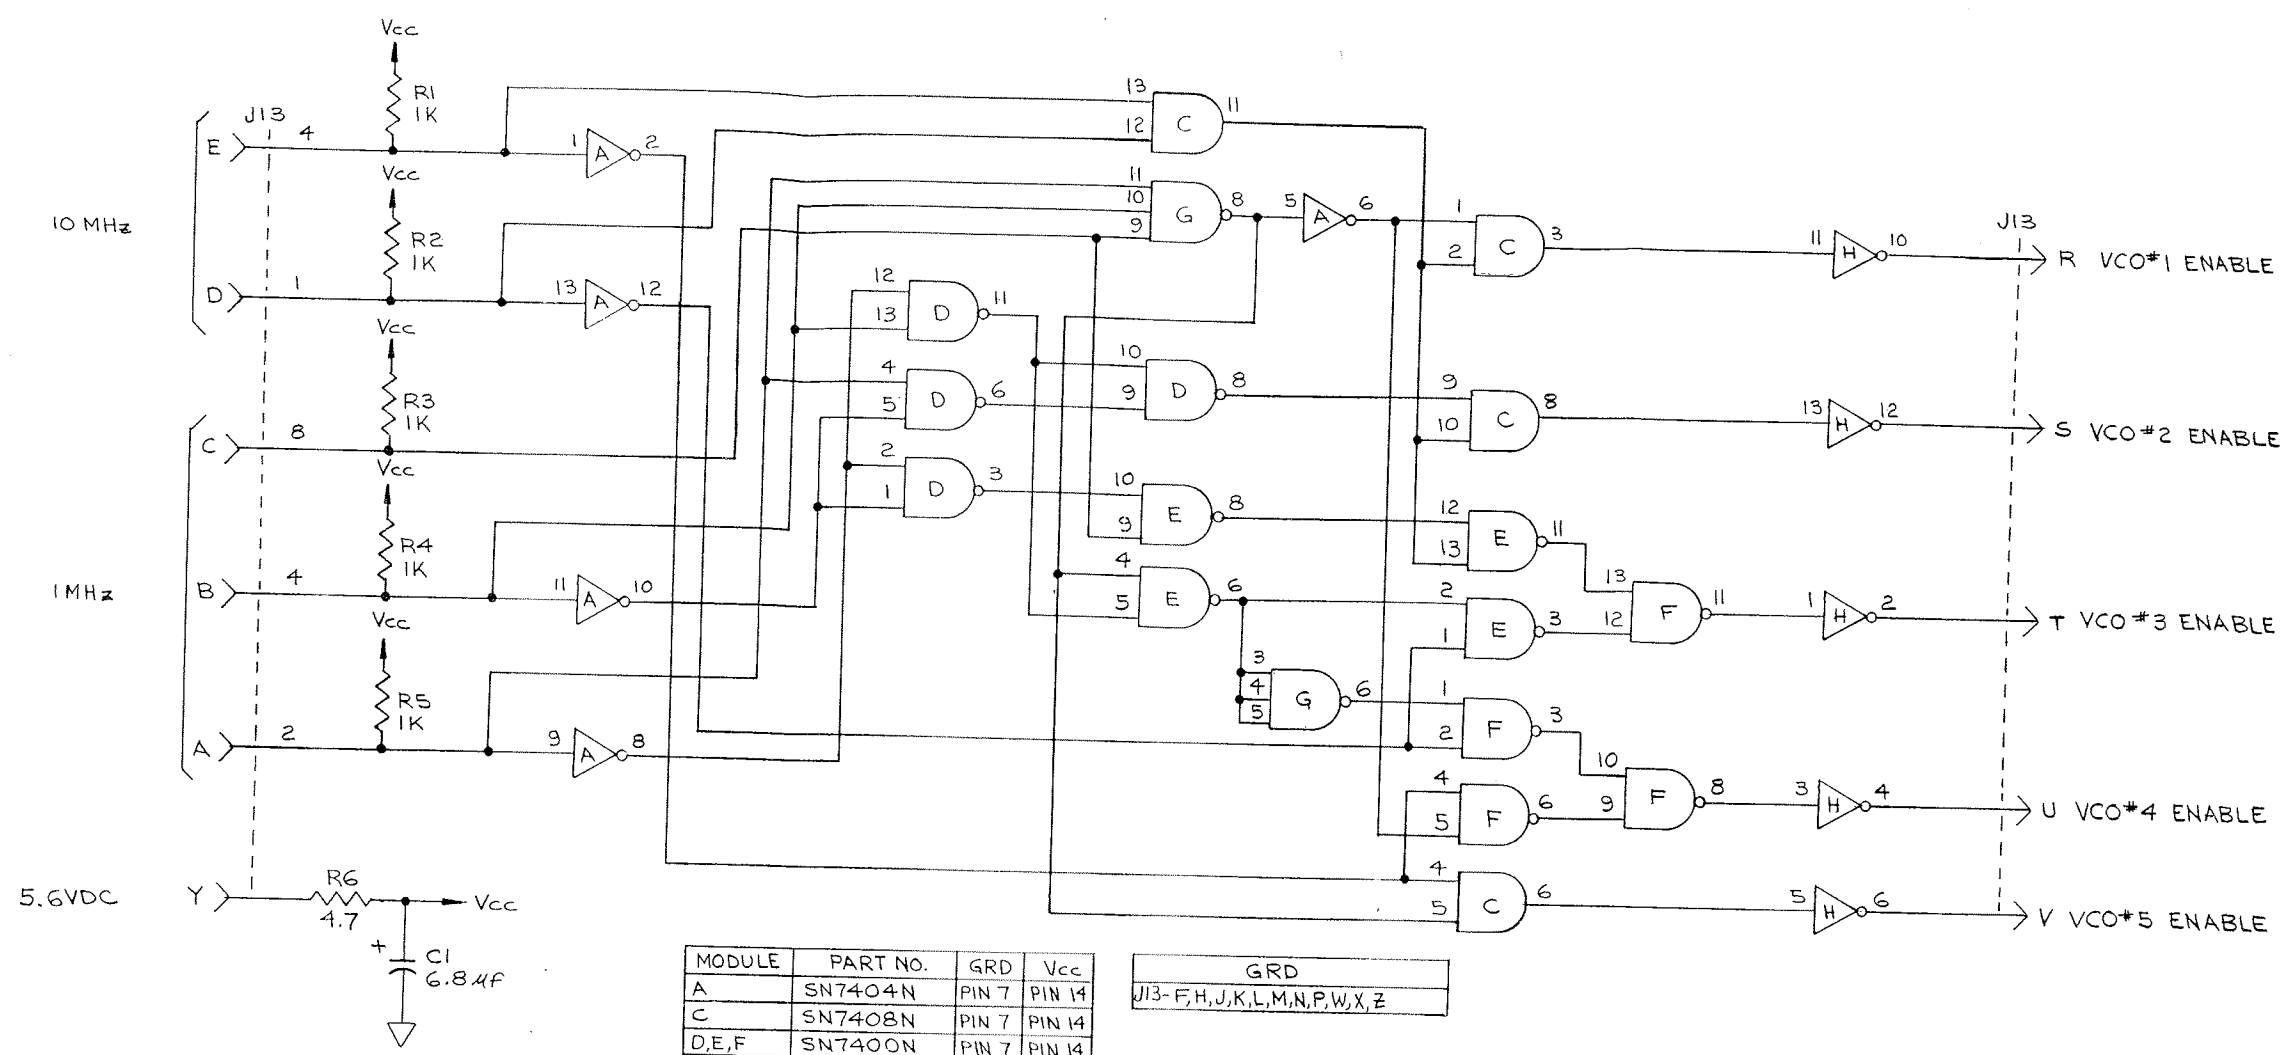 Vcc
J13
R1
1K
E
4
1
A
2
13
12
C
11
Vcc
10 MHz
R2
1K
D
1
13
A
12
11
10
9
G
8
5
A
6
1
2
C
3
11
H
10
J13
R VCO#1 ENABLE
Vcc
R3
1K
C
8
12
13
D
11
4
5
D
6
10
9
D
8
9
10
C
8
13
H
12
S VCO#2 ENABLE
Vcc
R4
1K
1MHz
B
4
11
A
10
2
1
D
3
10
9
E
8
12
13
E
11
4
5
E
6
2
1
E
3
13
12
F
11
1
H
2
T VCO#3 ENABLE
Vcc
R5
1K
A
2
9
A
8
3
4
5
G
6
1
2
F
3
4
5
F
6
10
9
F
8
3
H
4
U VCO#4 ENABLE
4
5
C
6
5
H
6
V VCO#5 ENABLE
5.6VDC
Y
R6
4.7
Vcc
+
C1
6.8µF
MODULE PART NO. GRD Vcc
A SN7404N PIN 7 PIN 14
C SN7408N PIN 7 PIN 14
D,E,F SN7400N PIN 7 PIN 14
GRD
J13-F,H,J,K,L,M,N,P,W,X,Z